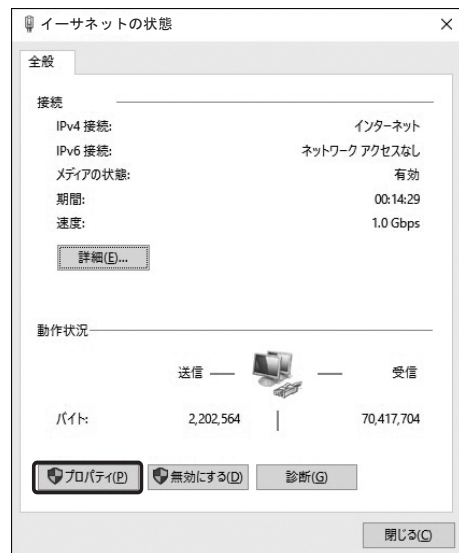 イーサネットの状態
全般
接続
IPv4 接続: インターネット
IPv6 接続: ネットワーク アクセスなし
メディアの状態: 有効
期間: 00:14:29
速度: 1.0 Gbps
詳細(E)...
動作状況
送信 受信
バイト: 2,202,564 70,417,704
プロパティ(P) 無効にする(D) 診断(G)
閉じる(C)